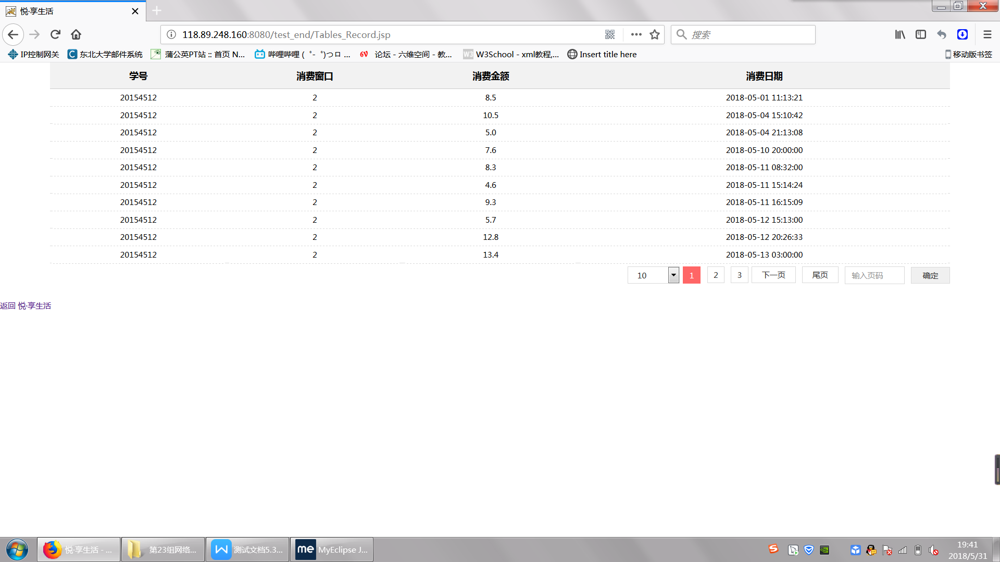 悦·享生活
118.89.248.160:8080/test_end/Tables_Record.jsp
搜索
IP控制网关 东北大学邮件系统 蒲公英PT站 :: 首页 N... 哔哩哔哩 ( ゜- ゜)つロ ... 论坛 - 六维空间 - 教... W3School - xml教程,... Insert title here 移动版书签
学号 消费窗口 消费金额 消费日期
20154512 2 8.5 2018-05-01 11:13:21
20154512 2 10.5 2018-05-04 15:10:42
20154512 2 5.0 2018-05-04 21:13:08
20154512 2 7.6 2018-05-10 20:00:00
20154512 2 8.3 2018-05-11 08:32:00
20154512 2 4.6 2018-05-11 15:14:24
20154512 2 9.3 2018-05-11 16:15:09
20154512 2 5.7 2018-05-12 15:13:00
20154512 2 12.8 2018-05-12 20:26:33
20154512 2 13.4 2018-05-13 03:00:00
10 1 2 3 下一页 尾页 输入页码 确定
返回 悦·享生活
悦·享生活 - ... 第23组网络... 测试文档5.3... me MyEclipse J... 19:41
2018/5/31